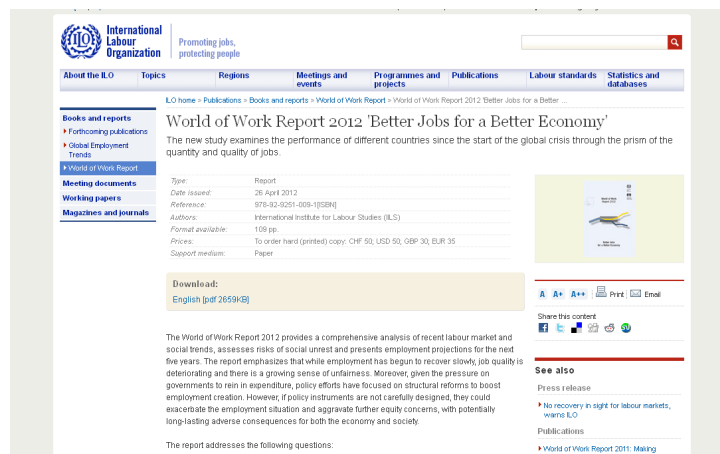 International
Labour
Organization
Promoting jobs,
protecting people
About the ILO Topics Regions Meetings and events Programmes and projects Publications Labour standards Statistics and databases
ILO home > Publications > Books and reports > World of Work Report > World of Work Report 2012 'Better Jobs for a Better ...
Books and reports
Forthcoming publications
Global Employment
Trends
World of Work Report
Meeting documents
Working papers
Magazines and journals
World of Work Report 2012 'Better Jobs for a Better Economy'
The new study examines the performance of different countries since the start of the global crisis through the prism of the
quantity and quality of jobs.
Type: Report
Date issued: 26 April 2012
Reference: 978-92-9251-009-1[ISBN]
Authors: International Institute for Labour Studies (IILS)
Format available: 109 pp.
Prices: To order hard (printed) copy: CHF 50; USD 50; GBP 30; EUR 35
Support medium: Paper
Download:
English [pdf 2659KB]
The World of Work Report 2012 provides a comprehensive analysis of recent labour market and
social trends, assesses risks of social unrest and presents employment projections for the next
five years. The report emphasizes that while employment has begun to recover slowly, job quality is
deteriorating and there is a growing sense of unfairness. Moreover, given the pressure on
governments to rein in expenditure, policy efforts have focused on structural reforms to boost
employment creation. However, if policy instruments are not carefully designed, they could
exacerbate the employment situation and aggravate further equity concerns, with potentially
long-lasting adverse consequences for both the economy and society.
The report addresses the following questions:
A A+ A++ Print Email
Share this content
See also
Press release
No recovery in sight for labour markets,
warns ILO
Publications
World of Work Report 2011: Making